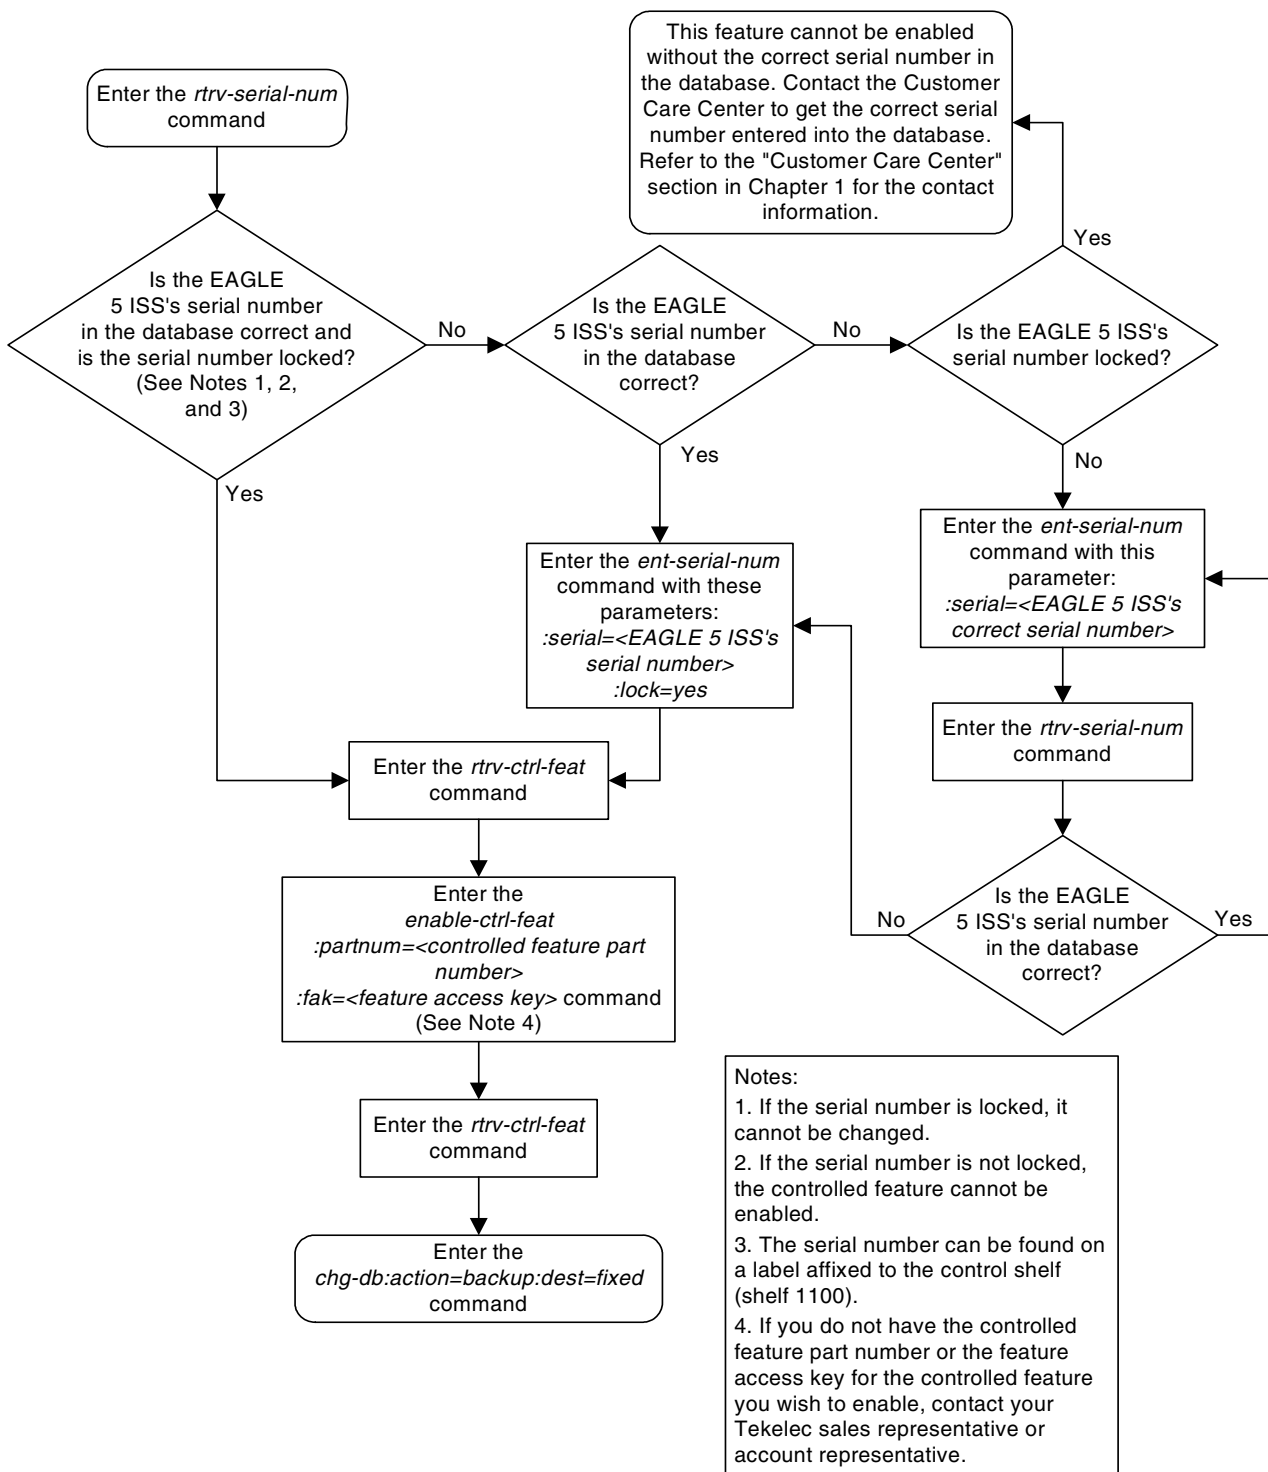 Enter the rtrv-serial-num
command
This feature cannot be enabled
without the correct serial number in
the database. Contact the Customer
Care Center to get the correct serial
number entered into the database.
Refer to the "Customer Care Center"
section in Chapter 1 for the contact
information.
Is the EAGLE
5 ISS's serial number
in the database correct and
is the serial number locked?
(See Notes 1, 2,
and 3)
No
Yes
Is the EAGLE
5 ISS's serial number
in the database
correct?
No
Yes
Is the EAGLE 5 ISS's
serial number locked?
Yes
No
Enter the ent-serial-num
command with these
parameters:
:serial=<EAGLE 5 ISS's
serial number>
:lock=yes
Enter the ent-serial-num
command with this
parameter:
:serial=<EAGLE 5 ISS's
correct serial number>
Enter the rtrv-serial-num
command
Is the EAGLE
5 ISS's serial number
in the database
correct?
No
Yes
Enter the rtrv-ctrl-feat
command
Enter the
enable-ctrl-feat
:partnum=<controlled feature part
number>
:fak=<feature access key> command
(See Note 4)
Enter the rtrv-ctrl-feat
command
Enter the
chg-db:action=backup:dest=fixed
command
Notes:
1. If the serial number is locked, it
cannot be changed.
2. If the serial number is not locked,
the controlled feature cannot be
enabled.
3. The serial number can be found on
a label affixed to the control shelf
(shelf 1100).
4. If you do not have the controlled
feature part number or the feature
access key for the controlled feature
you wish to enable, contact your
Tekelec sales representative or
account representative.